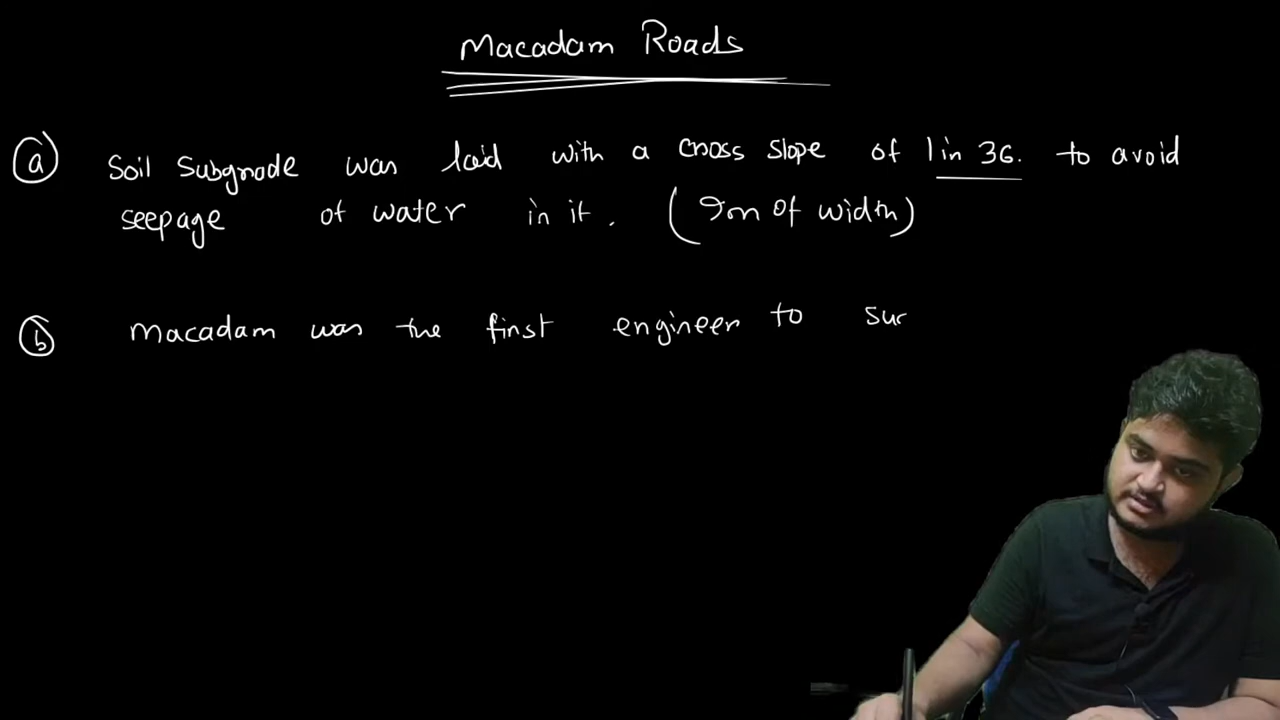 Macadam Roads
(a) Soil Subgrade was laid with a cross slope of 1 in 36. to avoid
seepage of water in it. (9m of width)
(b) Macadam was the first engineer to sug